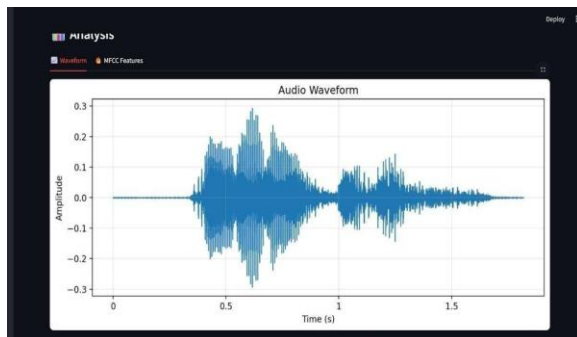 Deploy
Analysis
Waveform
MFCC Features
Audio Waveform
0.3
0.2
0.1
0.0
−0.1
−0.2
−0.3
Amplitude
0
0.5
1
1.5
Time (s)